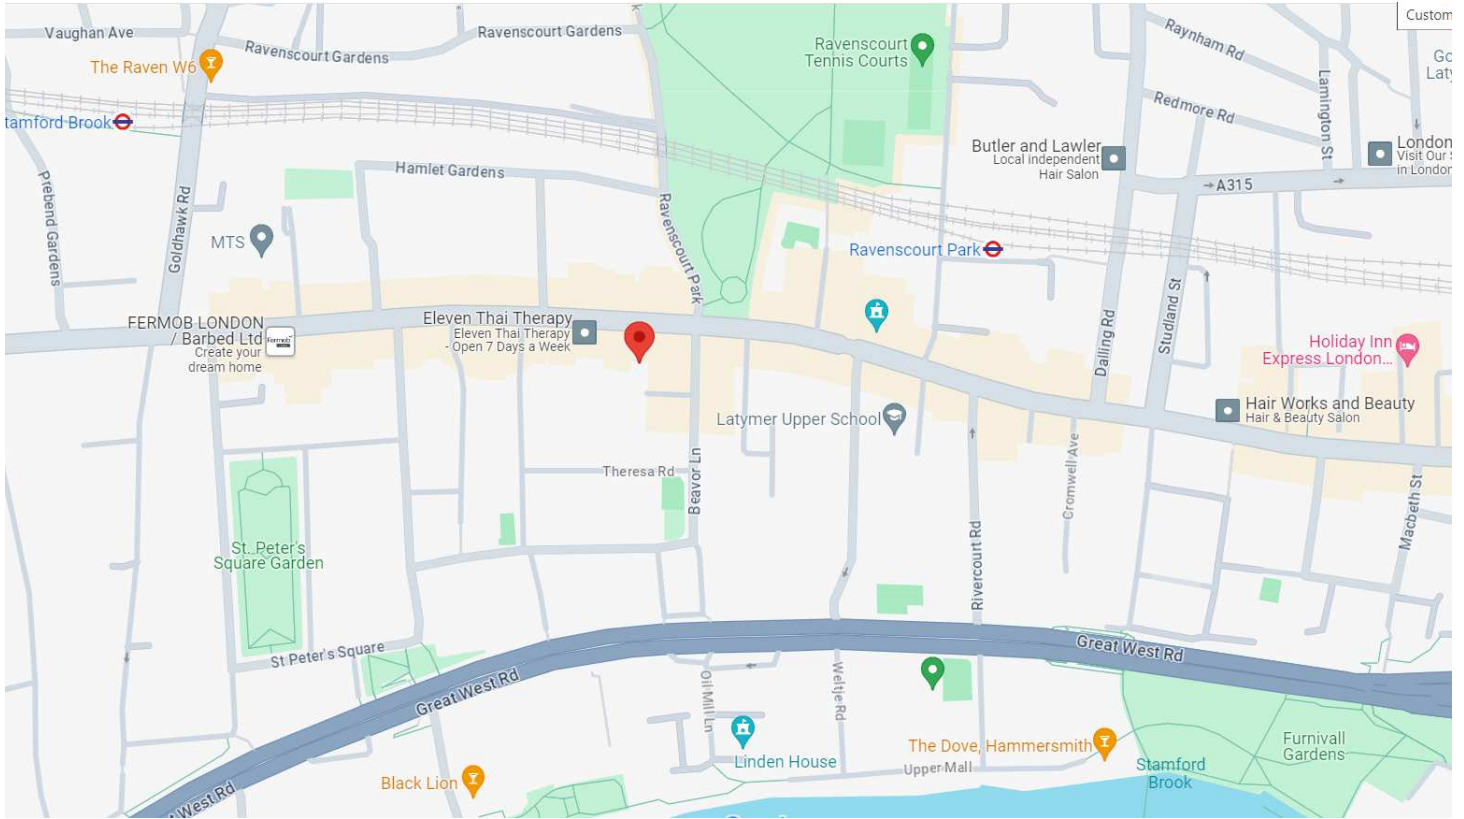 Vaughan Ave
Ravenscourt Gardens
Ravenscourt Gardens
The Raven W6
Ravenscourt
Tennis Courts
Raynham Rd
Custom
Redmore Rd
Lamington St
tamford Brook
Butler and Lawler
Local independent
Hair Salon
London
Visit Our
in London
A315
Hamlet Gardens
Prebend Gardens
Goldhawk Rd
MTS
Ravenscourt Park
Ravenscourt Park
FERMOB LONDON
/ Barbed Ltd
Create your
dream home
Eleven Thai Therapy
Eleven Thai Therapy
- Open 7 Days a Week
Dalling Rd
Studland St
Holiday Inn
Express London...
Hair Works and Beauty
Hair & Beauty Salon
Latymer Upper School
Theresa Rd
Beavor Ln
Cromwell Ave
Macbeth St
St. Peter's
Square Garden
Rivercourt Rd
St Peter's Square
Great West Rd
Great West Rd
Oil Mill Ln
Weltje Rd
Linden House
The Dove, Hammersmith
Upper Mall
Furnivall
Gardens
Stamford
Brook
Black Lion
West Rd